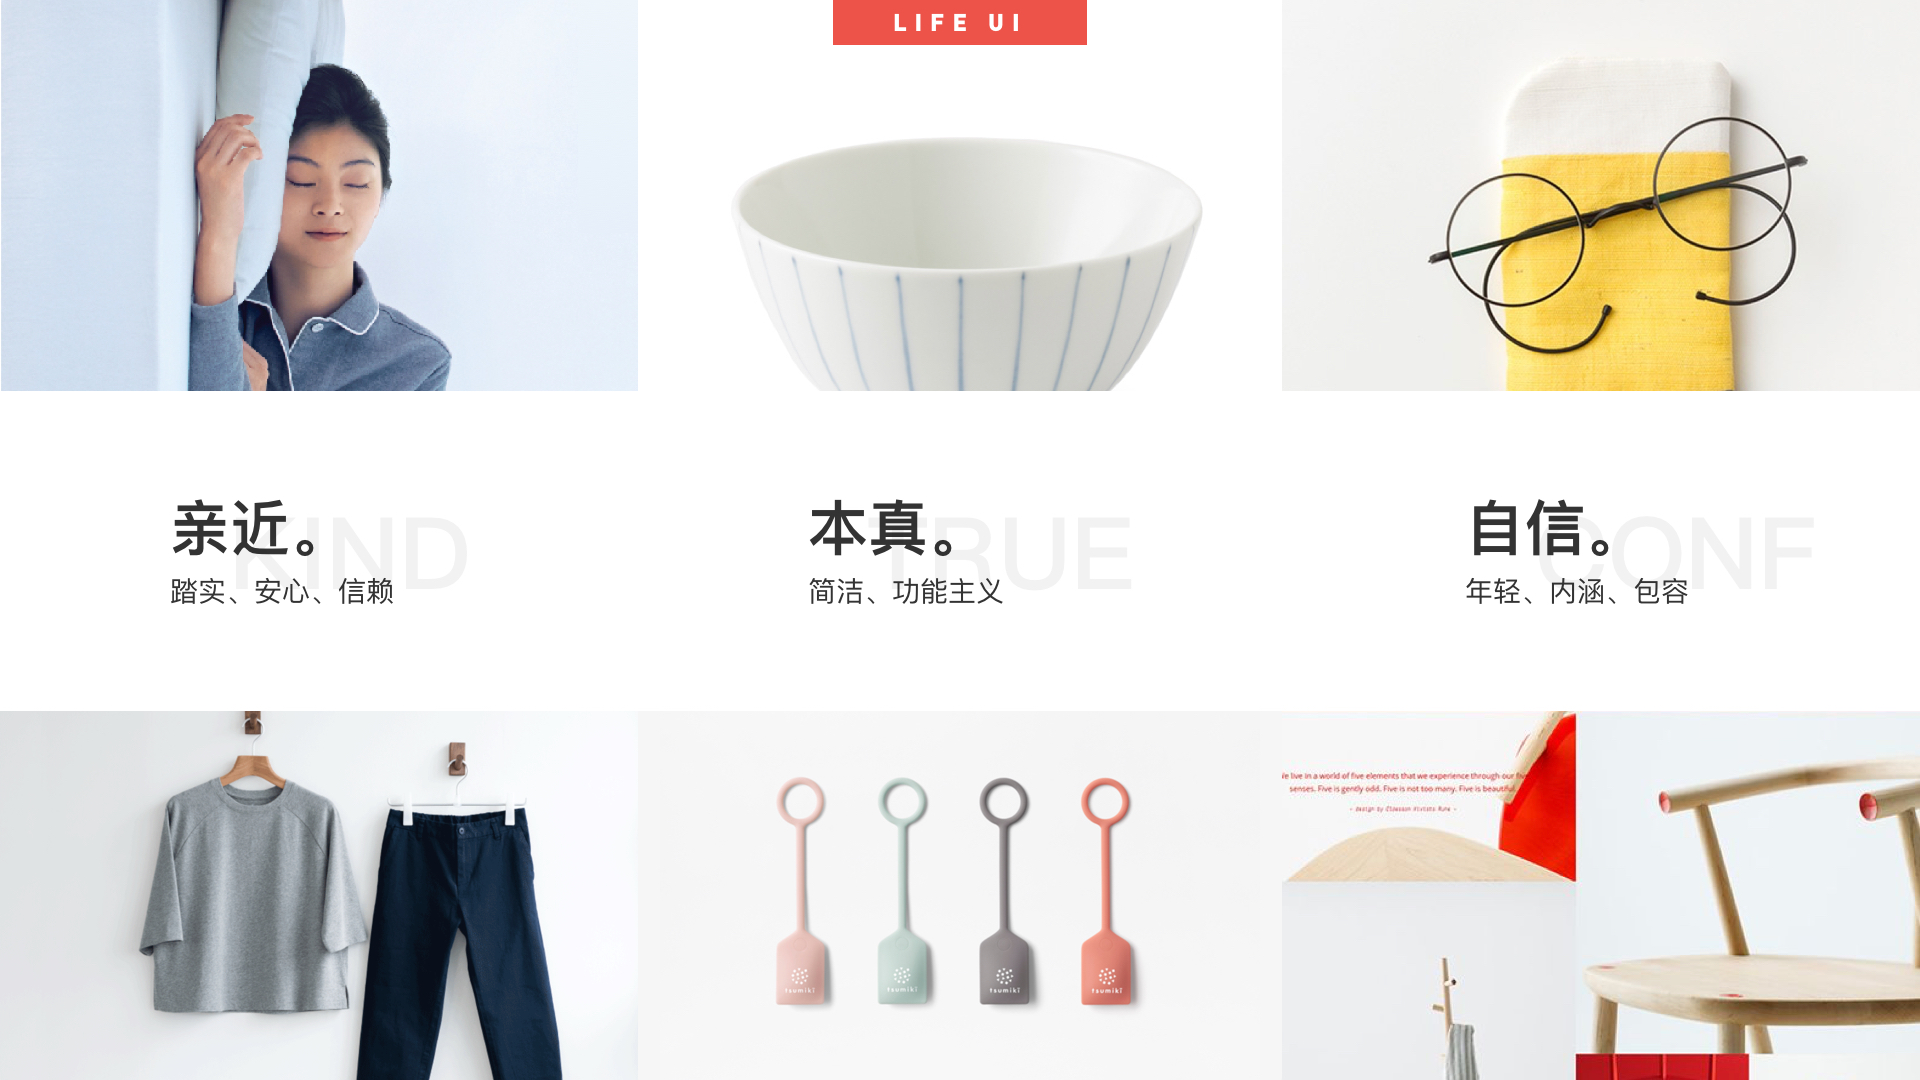 LIFE UI
亲近。
KIND
踏实、安心、信赖
本真。
TRUE
简洁、功能主义
自信。
CONF
年轻、内涵、包容
We live in a world of five elements that we experience through our five
senses. Five is gently odd. Five is not too many. Five is beautiful.
- design by
tsumiki
tsumiki
tsumiki
tsumiki